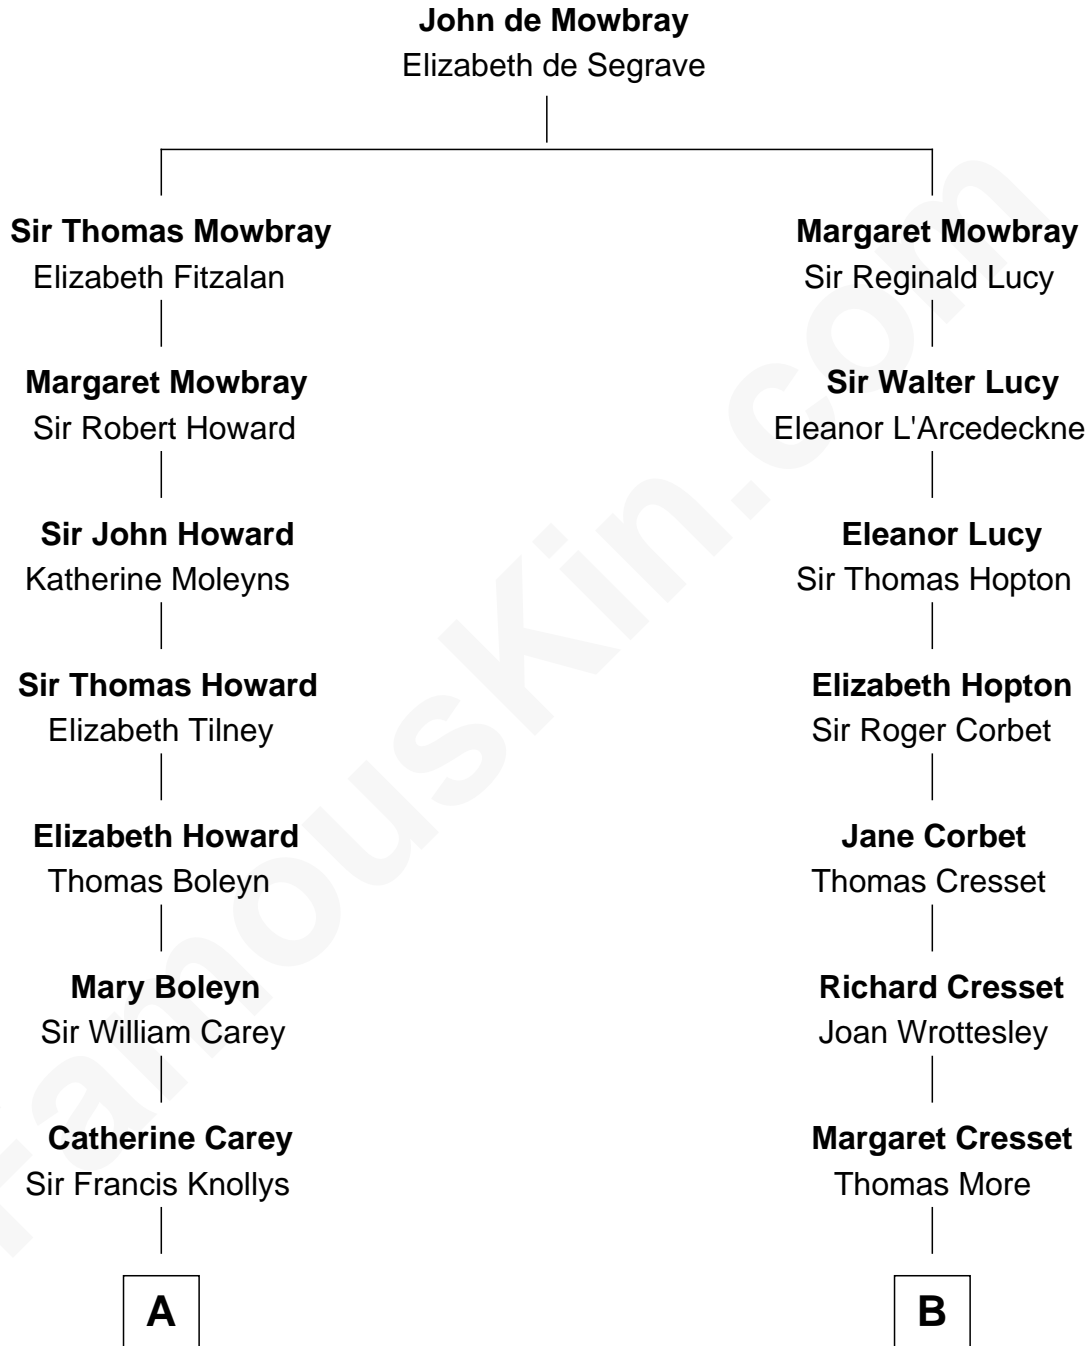 John de Mowbray
Elizabeth de Segrave
Sir Thomas Mowbray
Elizabeth Fitzalan
Margaret Mowbray
Sir Reginald Lucy
Margaret Mowbray
Sir Robert Howard
Sir Walter Lucy
Eleanor L'Arcedeckne
Sir John Howard
Katherine Moleyns
Eleanor Lucy
Sir Thomas Hopton
Sir Thomas Howard
Elizabeth Tilney
Elizabeth Hopton
Sir Roger Corbet
Elizabeth Howard
Thomas Boleyn
Jane Corbet
Thomas Cresset
Mary Boleyn
Sir William Carey
Richard Cresset
Joan Wrottesley
Catherine Carey
Sir Francis Knollys
Margaret Cresset
Thomas More
A
B
FamousKin.com